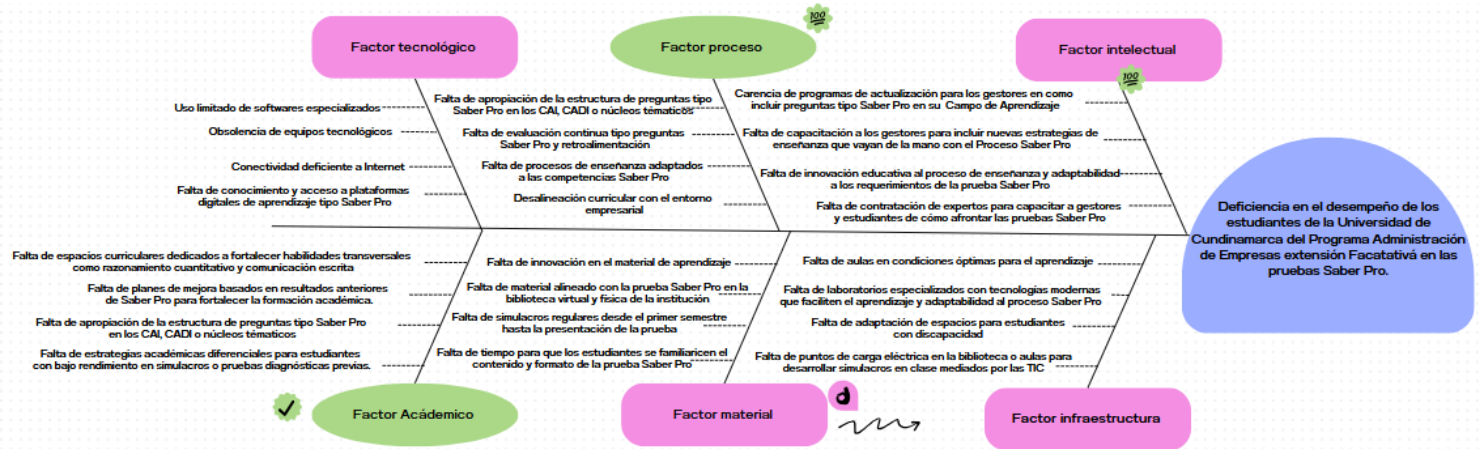 Factor tecnológico
Uso limitado de softwares especializados
Obsolencia de equipos tecnológicos
Conectividad deficiente a Internet
Falta de conocimiento y acceso a plataformas
digitales de aprendizaje tipo Saber Pro
Factor proceso
100
Falta de apropiación de la estructura de preguntas tipo
Saber Pro en los CAI, CADI o núcleos tématicos
Falta de evaluación continua tipo preguntas
Saber Pro y retroalimentación
Falta de procesos de enseñanza adaptados
a las competencias Saber Pro
Desalineación curricular con el entorno
empresarial
Factor intelectual
100
Carencia de programas de actualización para los gestores en como
incluir preguntas tipo Saber Pro en su Campo de Aprendizaje
Falta de capacitación a los gestores para incluir nuevas estrategias de
enseñanza que vayan de la mano con el Proceso Saber Pro
Falta de innovación educativa al proceso de enseñanza y adaptabilidad
a los requerimientos de la prueba Saber Pro
Falta de contratación de expertos para capacitar a gestores
y estudiantes de cómo afrontar las pruebas Saber Pro
Deficiencia en el desempeño de los
estudiantes de la Universidad de
Cundinamarca del Programa Administración
de Empresas extensión Facatativá en las
pruebas Saber Pro.
Falta de espacios curriculares dedicados a fortalecer habilidades transversales
como razonamiento cuantitativo y comunicación escrita
Falta de planes de mejora basados en resultados anteriores
de Saber Pro para fortalecer la formación académica.
Falta de apropiación de la estructura de preguntas tipo Saber Pro
en los CAI, CADI o núcleos tématicos
Falta de estrategias académicas diferenciales para estudiantes
con bajo rendimiento en simulacros o pruebas diagnósticas previas.
Factor Acádemico
Falta de innovación en el material de aprendizaje
Falta de material alineado con la prueba Saber Pro en la
biblioteca virtual y física de la institución
Falta de simulacros regulares desde el primer semestre
hasta la presentación de la prueba
Falta de tiempo para que los estudiantes se familiaricen el
contenido y formato de la prueba Saber Pro
Factor material
Falta de aulas en condiciones óptimas para el aprendizaje
Falta de laboratorios especializados con tecnologías modernas
que faciliten el aprendizaje y adaptabilidad al proceso Saber Pro
Falta de adaptación de espacios para estudiantes
con discapacidad
Falta de puntos de carga eléctrica en la biblioteca o aulas para
desarrollar simulacros en clase mediados por las TIC
Factor infraestructura